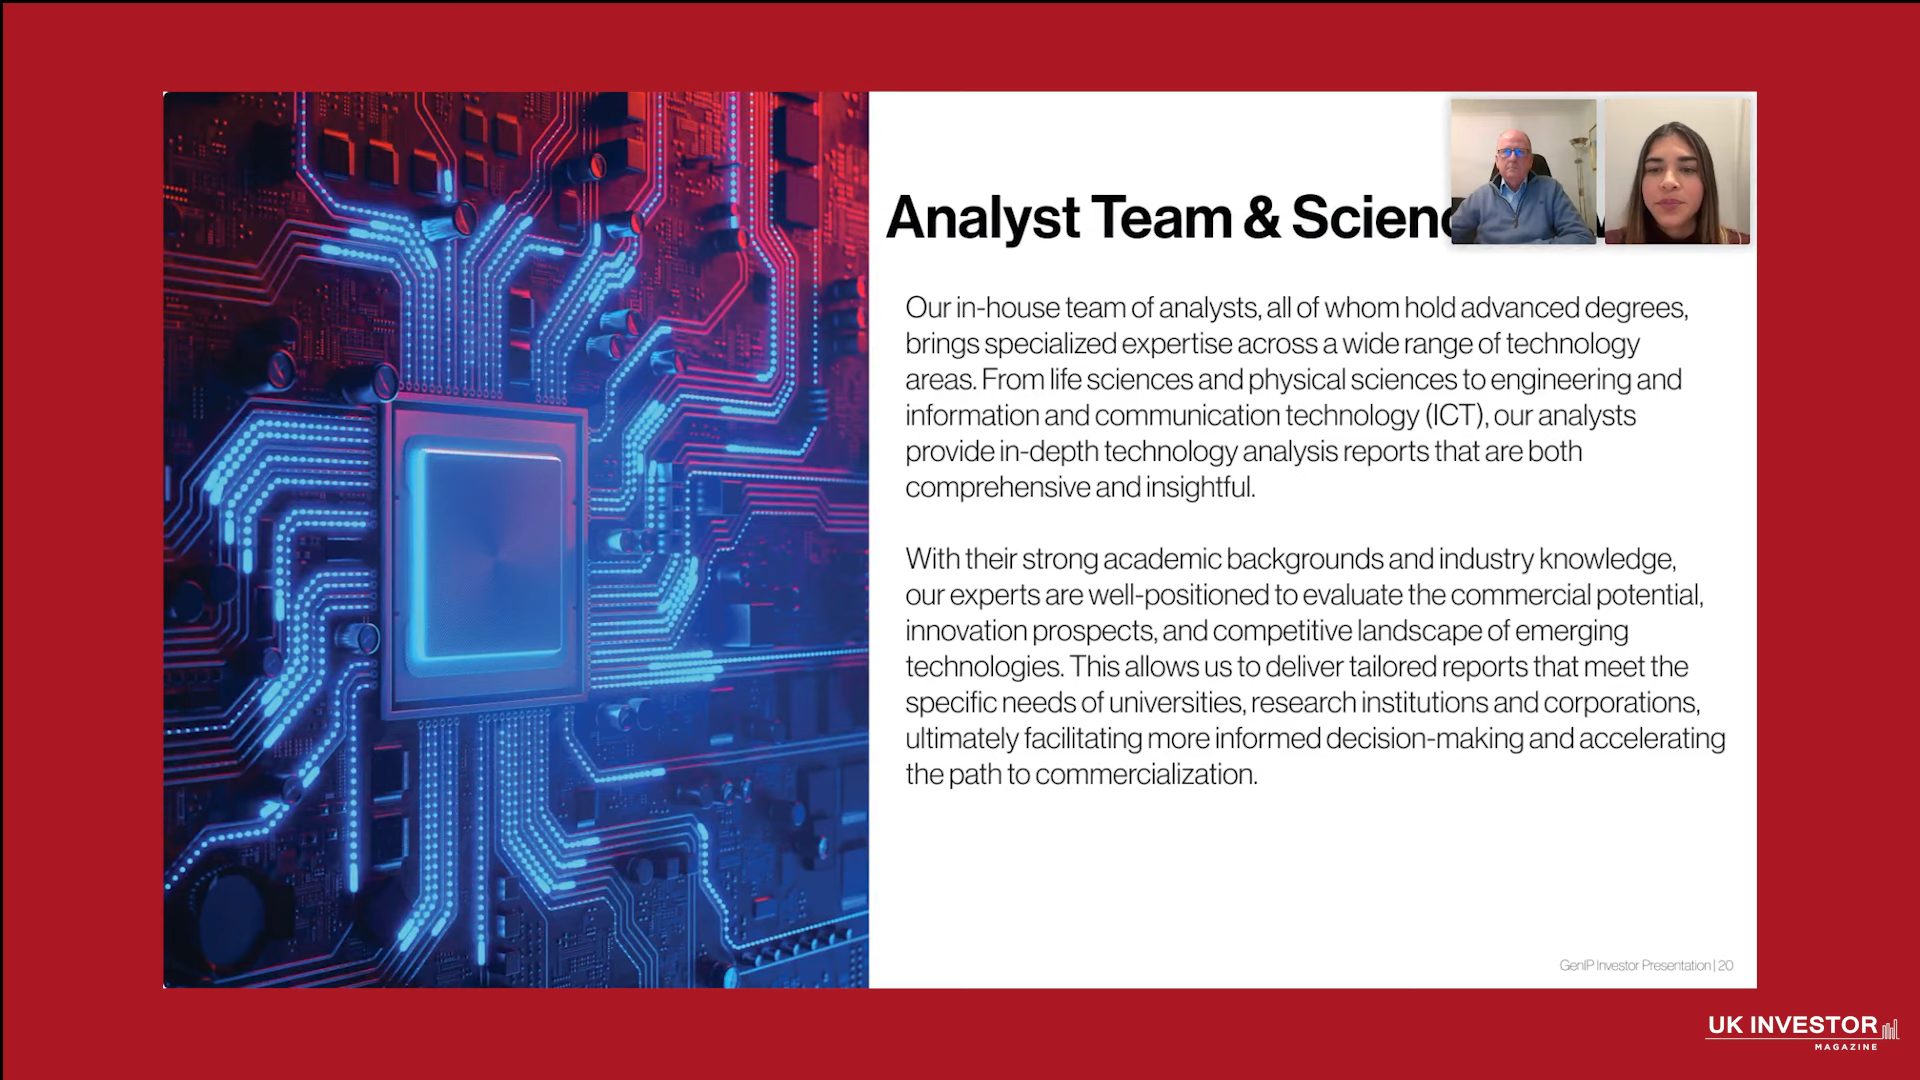 Analyst Team &
Our in-house team of analysts, all of whom hold advanced degrees,
brings specialized expertise across a wide range of technology
areas. From life sciences and physical sciences to engineering and
information and communication technology (ICT), our analysts
provide in-depth technology analysis reports that are both
comprehensive and insightful.
With their strong academic backgrounds and industry knowledge,
our experts are well-positioned to evaluate the commercial potential,
innovation prospects, and competitive landscape of emerging
technologies. This allows us to deliver tailored reports that meet the
specific needs of universities, research institutions and corporations,
ultimately facilitating more informed decision-making and accelerating
the path to commercialization.
GenIP Investor Presentation | 20
UK INVESTOR
MAGAZINE